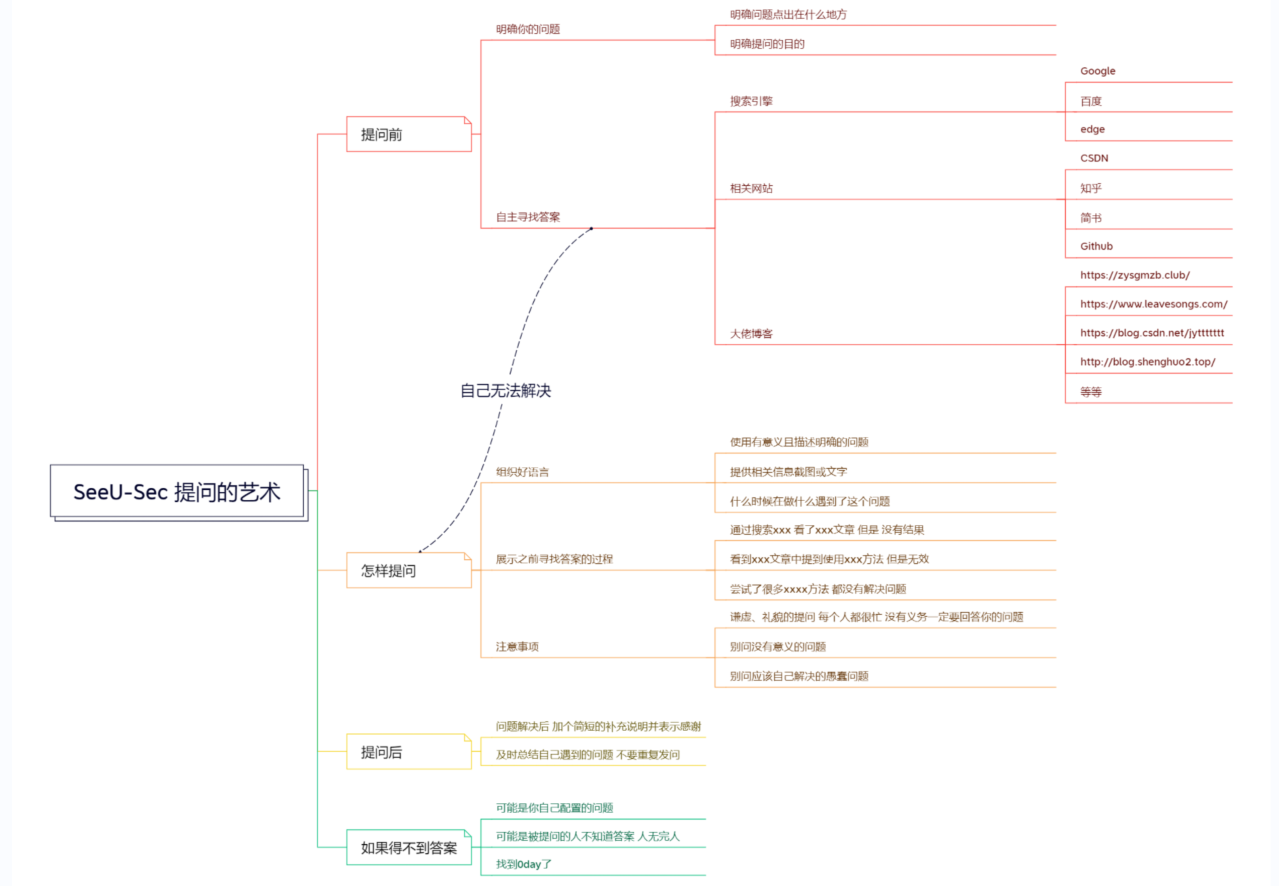 SeeU-Sec 提问的艺术
提问前
明确你的问题
明确问题点出在什么地方
明确提问的目的
自主寻找答案
搜索引擎
Google
百度
edge
相关网站
CSDN
知乎
简书
Github
大佬博客
https://zysgmzb.club/
https://www.leavesongs.com/
https://blog.csdn.net/jyttttttt
http://blog.shenghuo2.top/
等等
自己无法解决
怎样提问
组织好语言
使用有意义且描述明确的问题
提供相关信息截图或文字
什么时候在做什么遇到了这个问题
展示之前寻找答案的过程
通过搜索xxx 看了xxx文章 但是 没有结果
看到xxx文章中提到使用xxx方法 但是无效
尝试了很多xxxx方法 都没有解决问题
注意事项
谦虚、礼貌的提问 每个人都很忙 没有义务一定要回答你的问题
别问没有意义的问题
别问应该自己解决的愚蠢问题
提问后
问题解决后 加个简短的补充说明并表示感谢
及时总结自己遇到的问题 不要重复发问
如果得不到答案
可能是你自己配置的问题
可能是被提问的人不知道答案 人无完人
找到0day了